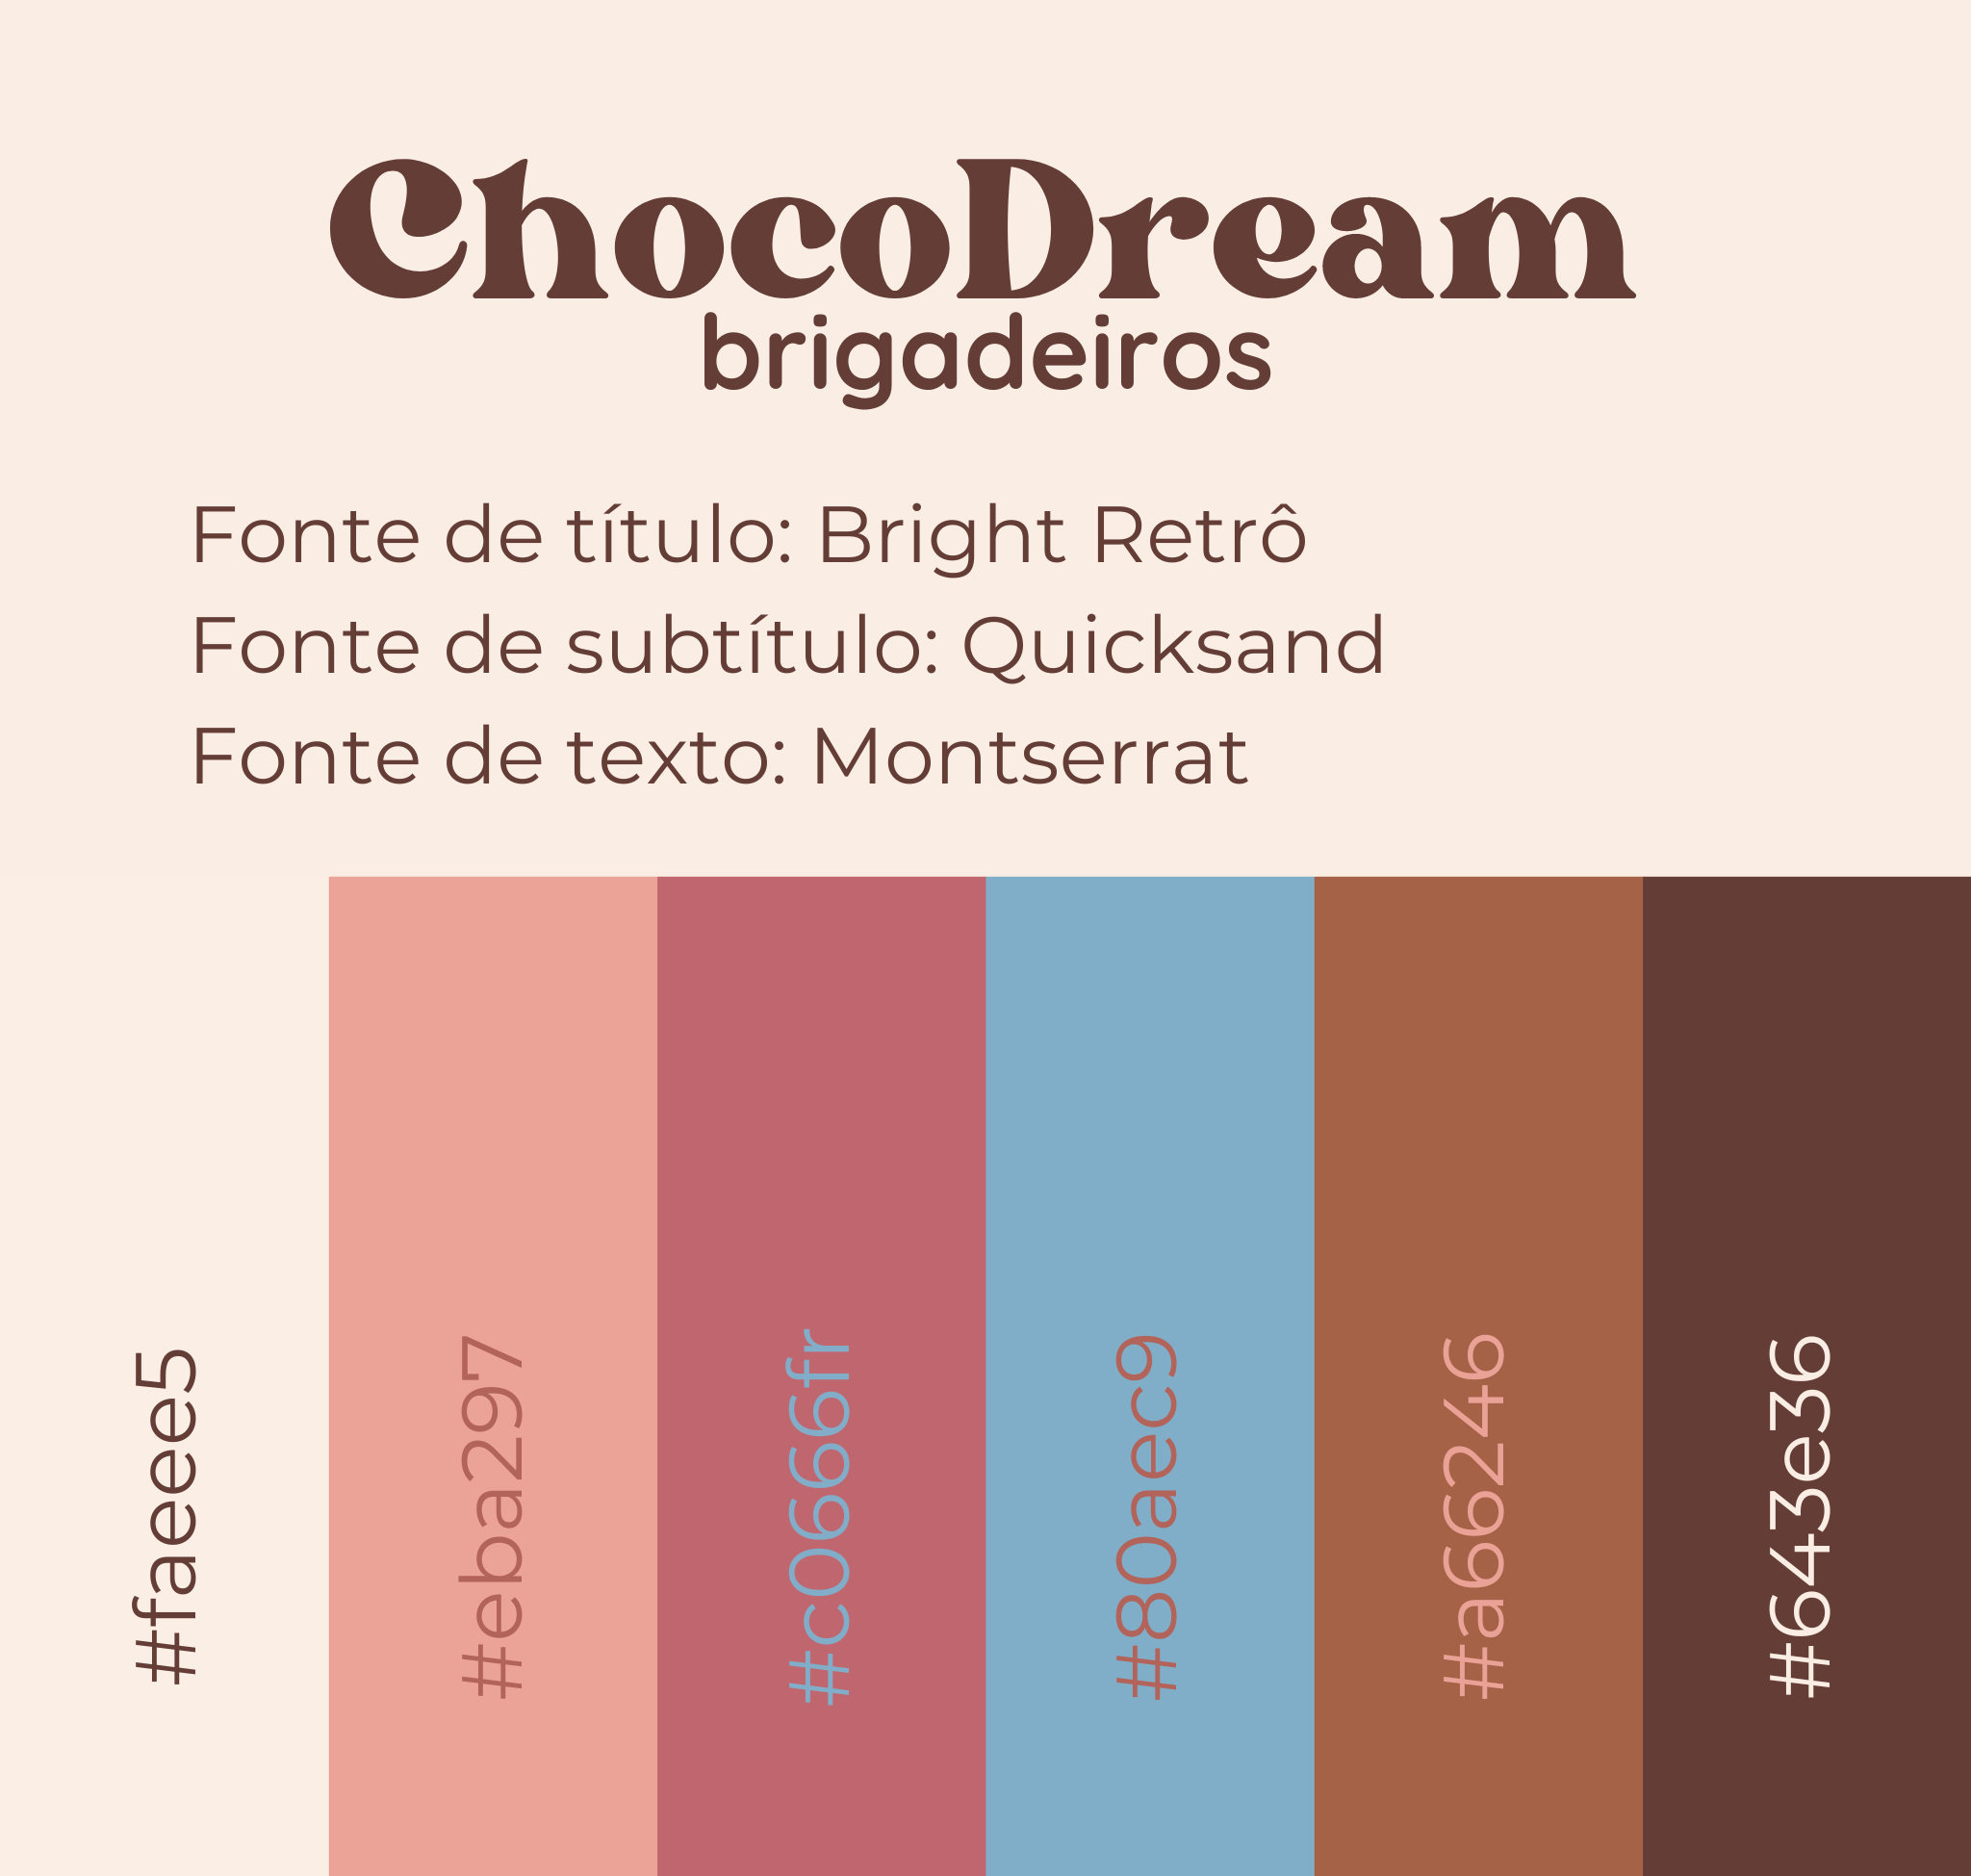 ChocoDream
brigadeiros
Fonte de título: Bright Retrô
Fonte de subtítulo: Quicksand
Fonte de texto: Montserrat
#faeee5
#eba297
#c0666fr
#80aec9
#a66246
#643e36